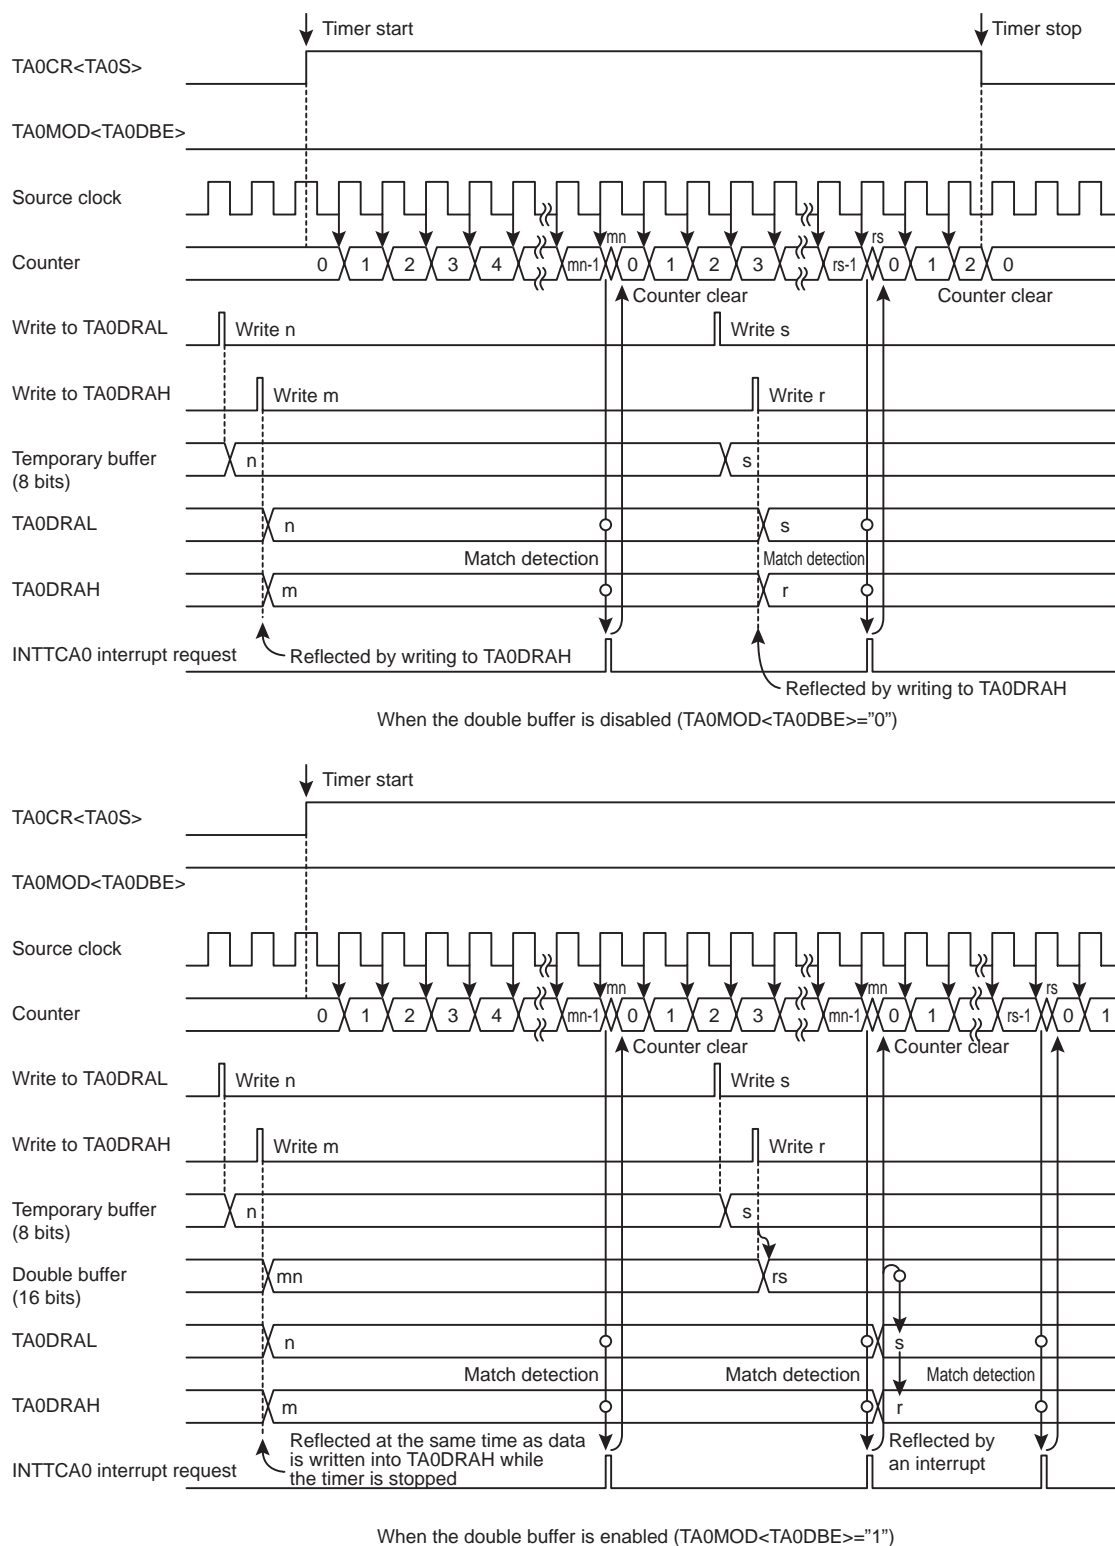 Timer start
Timer stop
TA0CR<TA0S>
TA0MOD<TA0DBE>
Source clock
mn rs
Counter 0 1 2 3 4 mn-1 0 1 2 3 rs-1 0 1 2 0
Counter clear Counter clear
Write to TA0DRAL Write n Write s
Write to TA0DRAH Write m Write r
Temporary buffer
(8 bits)
n s
TA0DRAL n s
Match detection Match detection
TA0DRAH m r
INTTCA0 interrupt request
Reflected by writing to TA0DRAH
Reflected by writing to TA0DRAH
When the double buffer is disabled (TA0MOD<TA0DBE>="0")
Timer start
TA0CR<TA0S>
TA0MOD<TA0DBE>
Source clock
mn mn rs
Counter 0 1 2 3 4 mn-1 0 1 2 3 mn-1 0 1 rs-1 0 1
Counter clear Counter clear
Write to TA0DRAL Write n Write s
Write to TA0DRAH Write m Write r
Temporary buffer
(8 bits)
n s
Double buffer
(16 bits)
mn rs
TA0DRAL n s
Match detection Match detection Match detection
TA0DRAH m r
Reflected at the same time as data
is written into TA0DRAH while
the timer is stopped
Reflected by
an interrupt
INTTCA0 interrupt request
When the double buffer is enabled (TA0MOD<TA0DBE>="1")